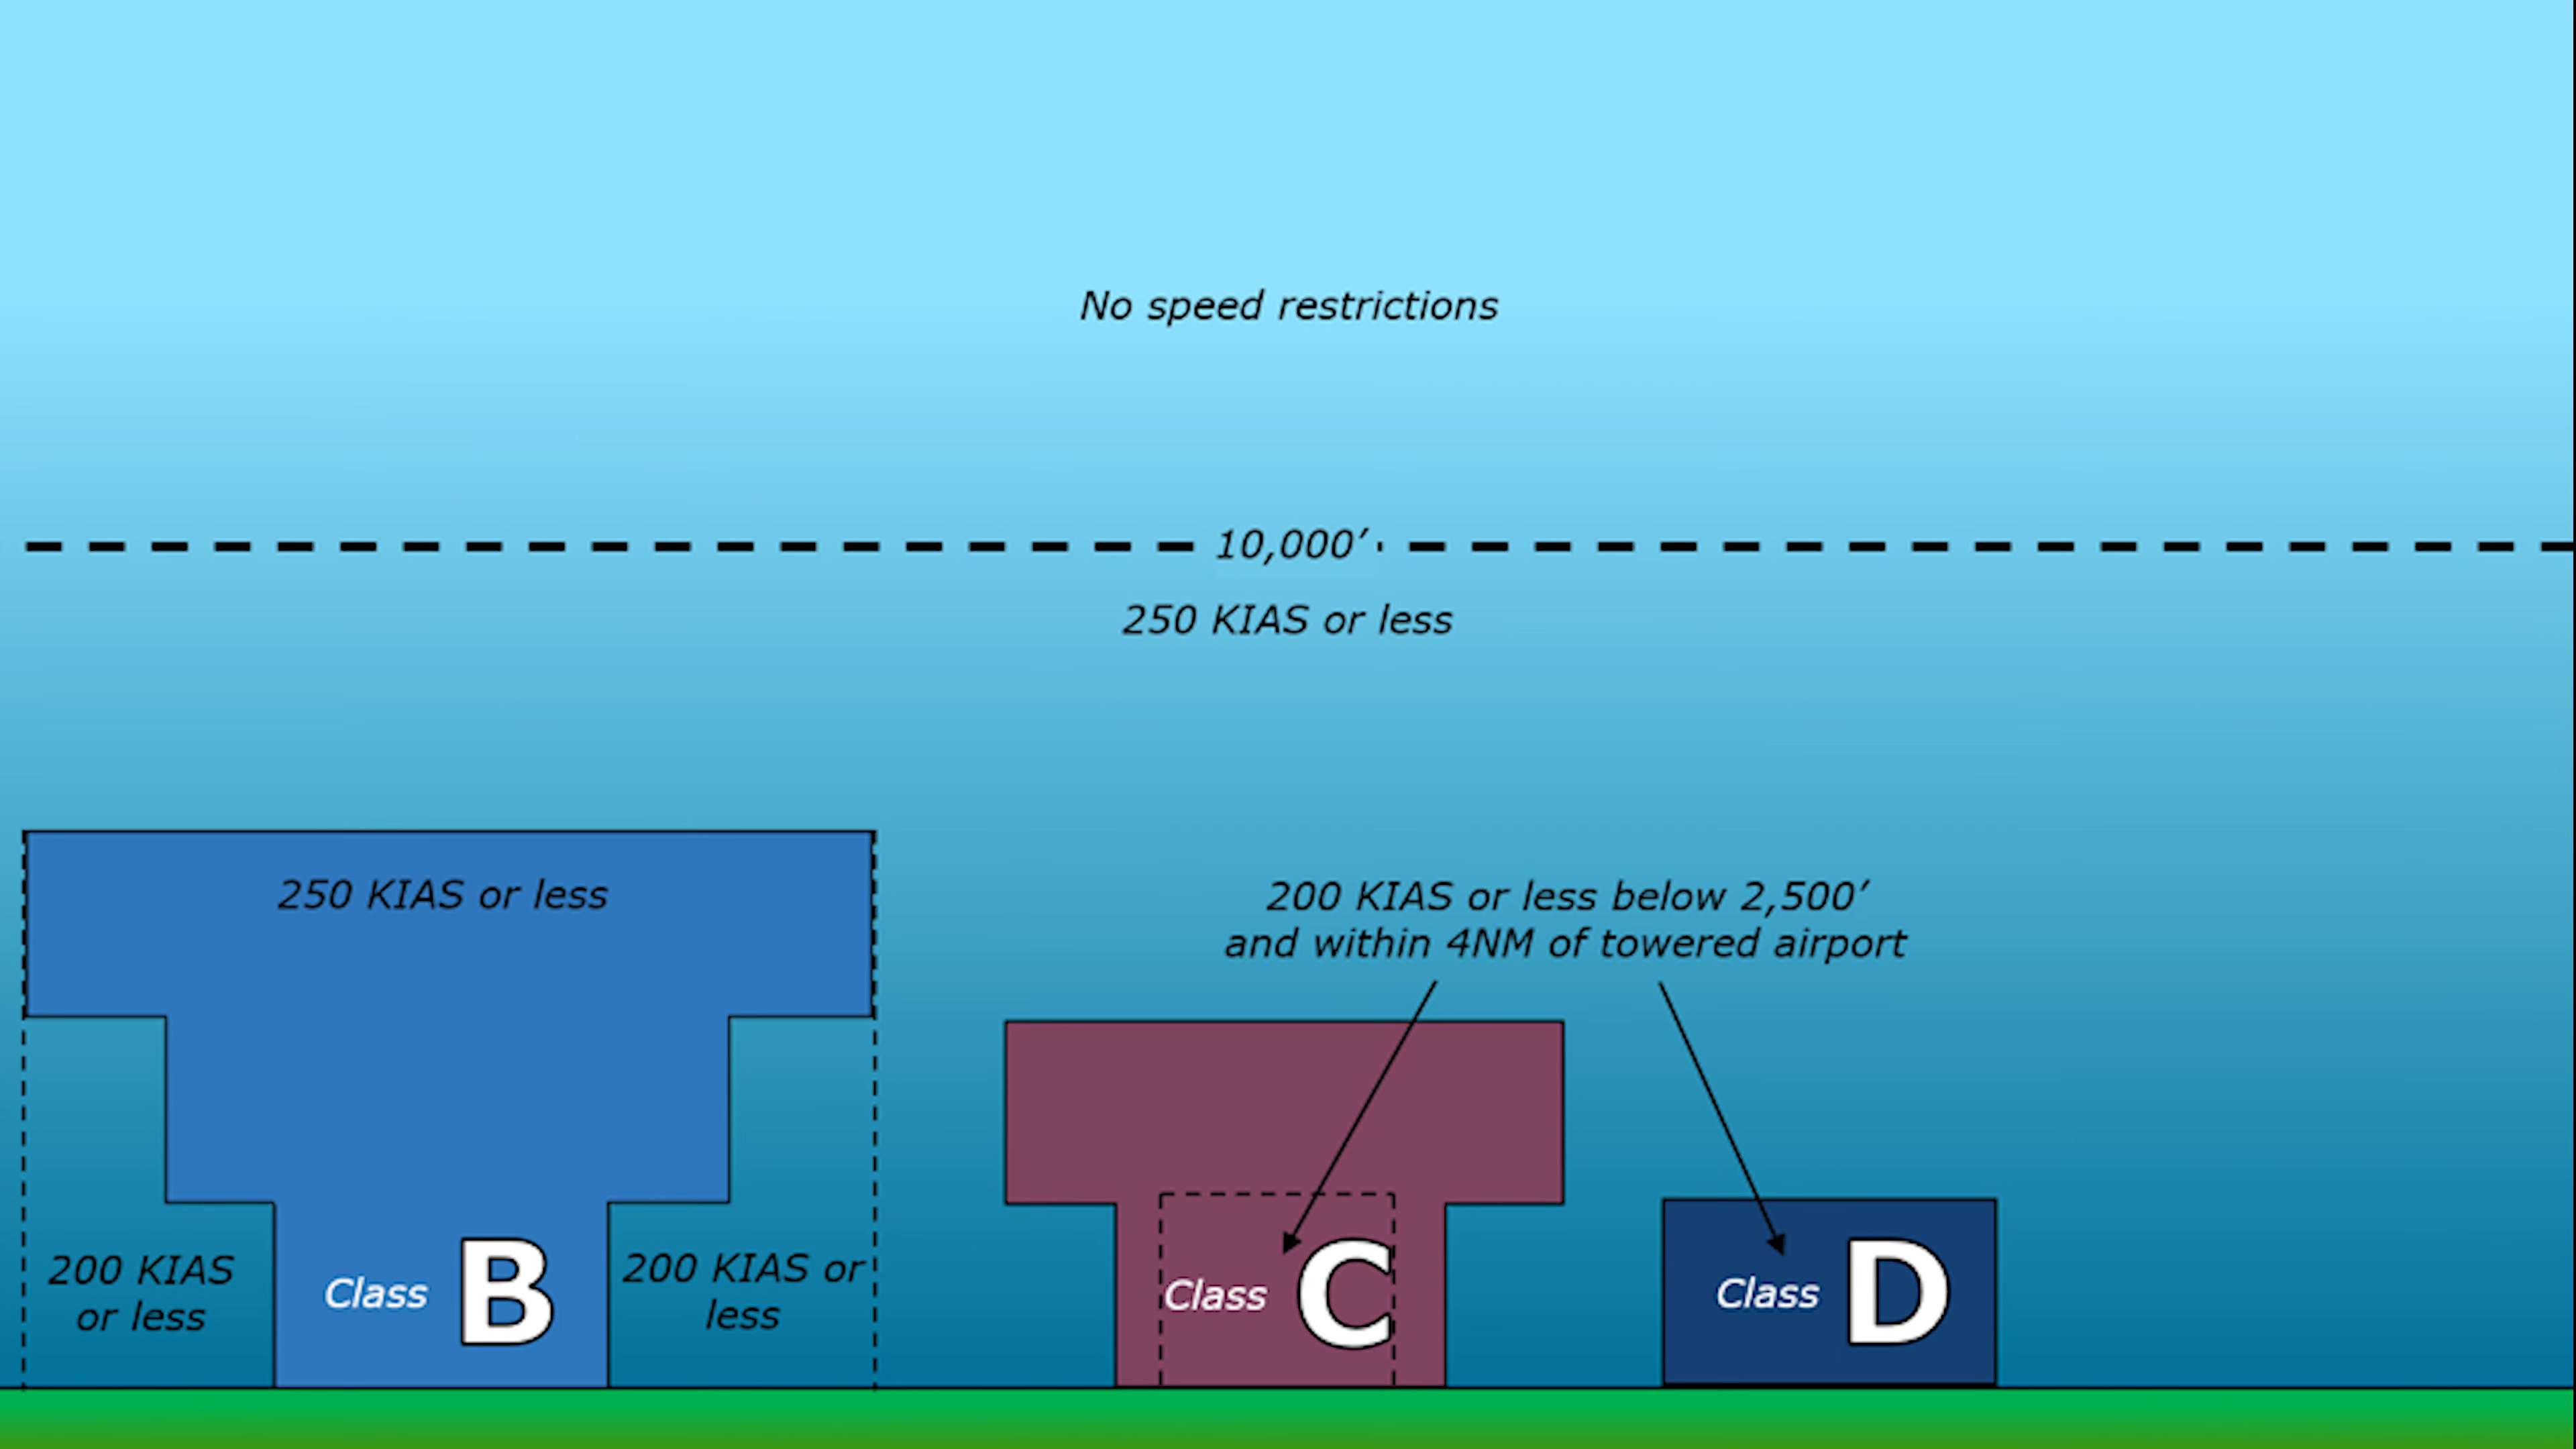 No speed restrictions
10,000’
250 KIAS or less
250 KIAS or less
200 KIAS or less below 2,500’
and within 4NM of towered airport
200 KIAS
or less
Class B
200 KIAS or
less
Class C
Class D